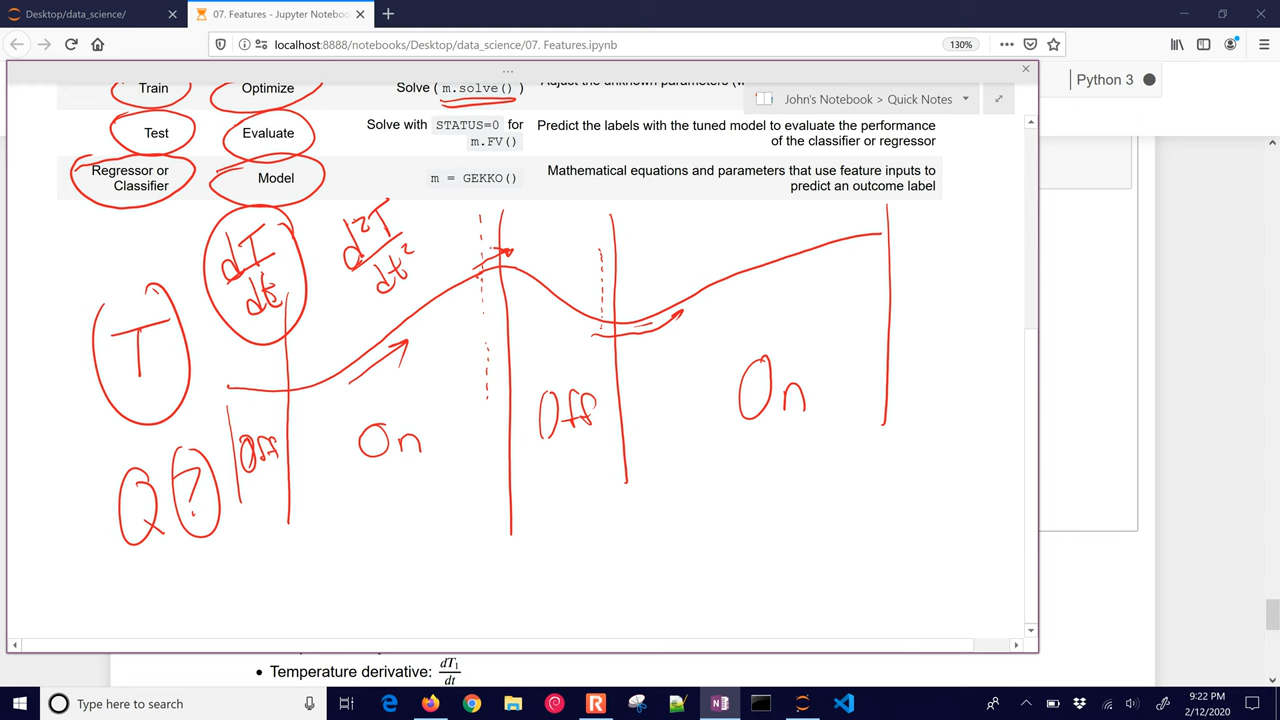 Desktop/data_science/
07. Features - Jupyter Notebook
localhost:8888/notebooks/Desktop/data_science/07. Features.ipynb
130%
Python 3
John's Notebook > Quick Notes
Train Optimize Solve ( m.solve() )
Test Evaluate Solve with STATUS=0 for m.FV() Predict the labels with the tuned model to evaluate the performance of the classifier or regressor
Regressor or Classifier Model m = GEKKO() Mathematical equations and parameters that use feature inputs to predict an outcome label
dT/dt
d²T/dt²
T
Q ?
Off
On
Off
On
• Temperature derivative: dT₁/dt
Type here to search
9:22 PM
2/12/2020